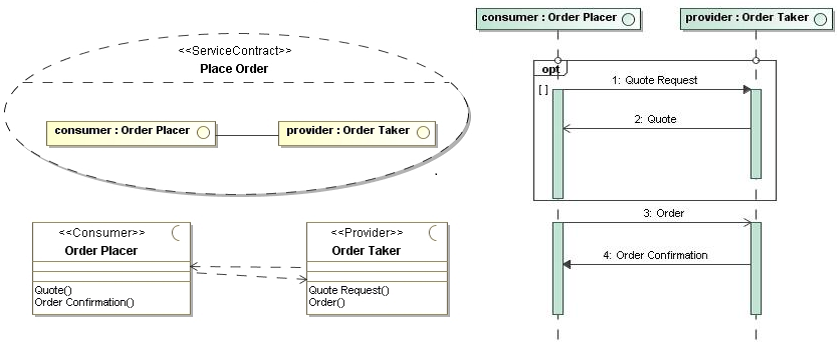 <<ServiceContract>>
Place Order
consumer : Order Placer
provider : Order Taker
<<Consumer>>
Order Placer
Quote()
Order Confirmation()
<<Provider>>
Order Taker
Quote Request()
Order()
consumer : Order Placer
provider : Order Taker
opt
[ ]
1: Quote Request
2: Quote
3: Order
4: Order Confirmation